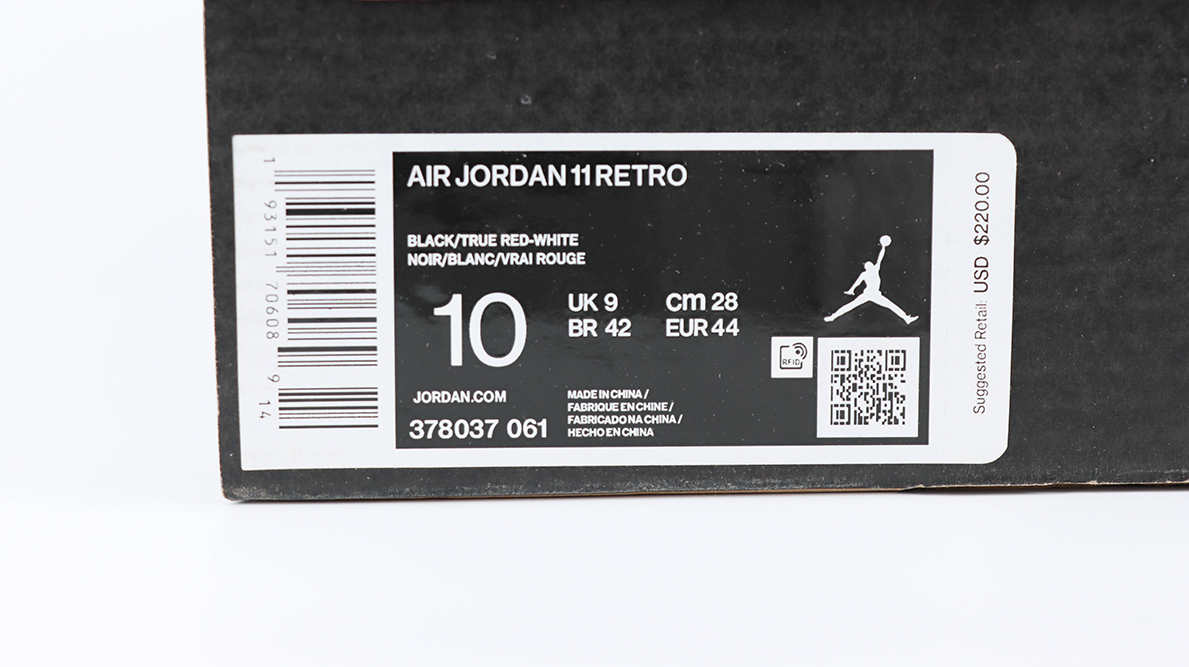 1 93151 70608 9 14
AIR JORDAN 11 RETRO
BLACK/TRUE RED-WHITE
NOIR/BLANC/VRAI ROUGE
10
UK 9 cm 28
BR 42 EUR 44
RFID
JORDAN.COM
378037 061
MADE IN CHINA /
FABRIQUE EN CHINE /
FABRICADO NA CHINA /
HECHO EN CHINA
Suggested Retail: USD $220.00